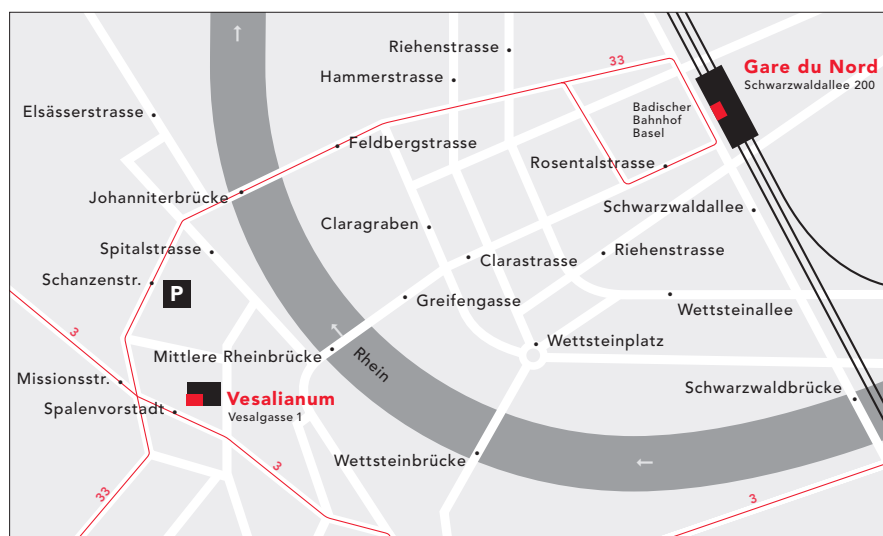 Riehenstrasse
Hammerstrasse
33
Gare du Nord
Schwarzwaldallee 200
Elsässerstrasse
Badischer
Bahnhof
Basel
Feldbergstrasse
Rosentalstrasse
Johanniterbrücke
Schwarzwaldallee
Claragraben
Spitalstrasse
Clarastrasse
Riehenstrasse
Schanzenstr.
P
Greifengasse
Wettsteinallee
3
Mittlere Rheinbrücke
Rhein
Wettsteinplatz
Missionsstr.
Vesalianum
Vesalgasse 1
Schwarzwaldbrücke
Spalenvorstadt
Wettsteinbrücke
3
33
3